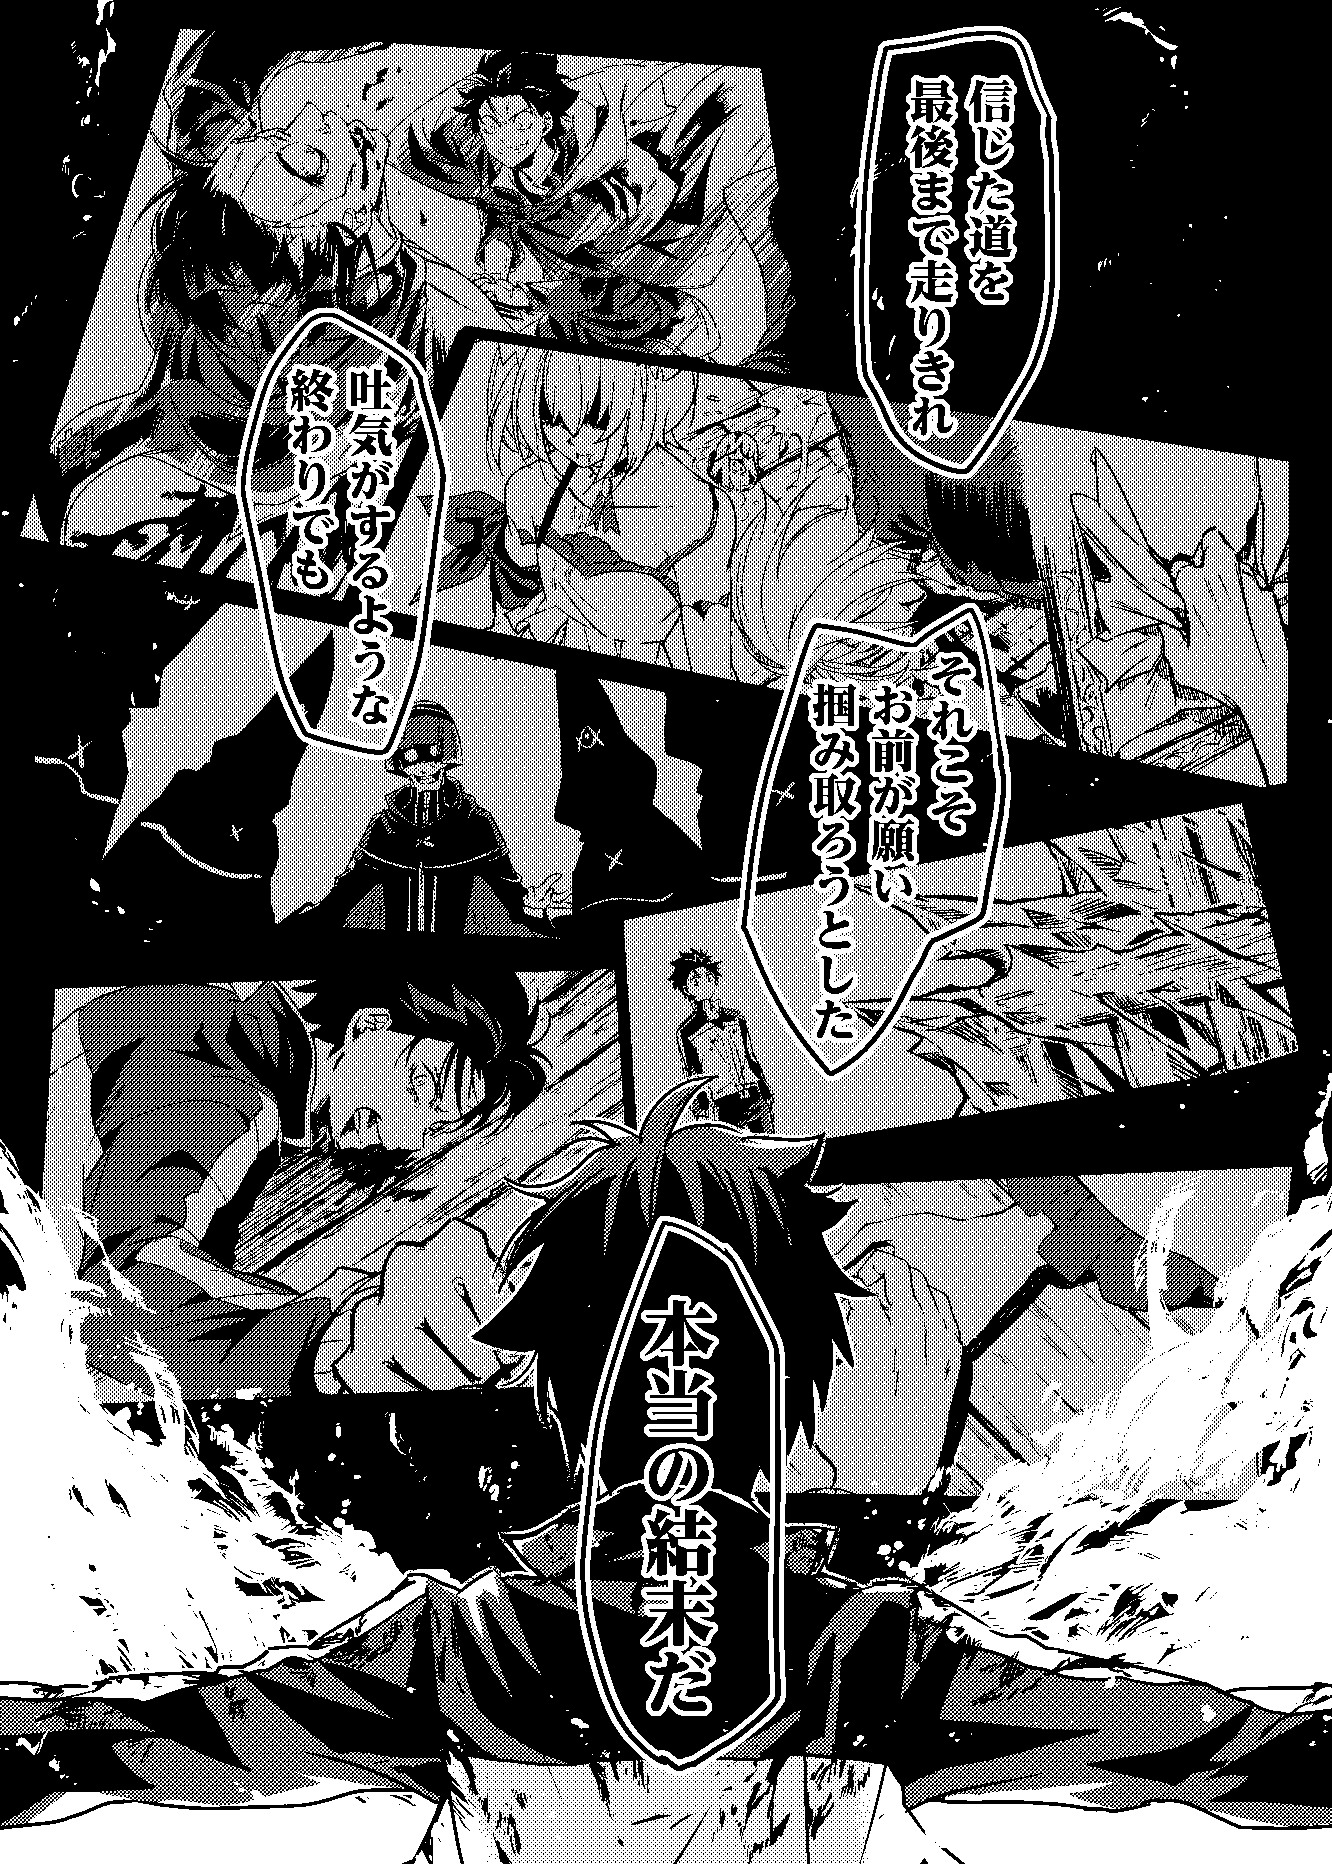 信じた道を
最後まで走りきれ
吐気がするような
終わりでも
それこそ
お前が願い
掴み取ろうとした
本当の結末だ